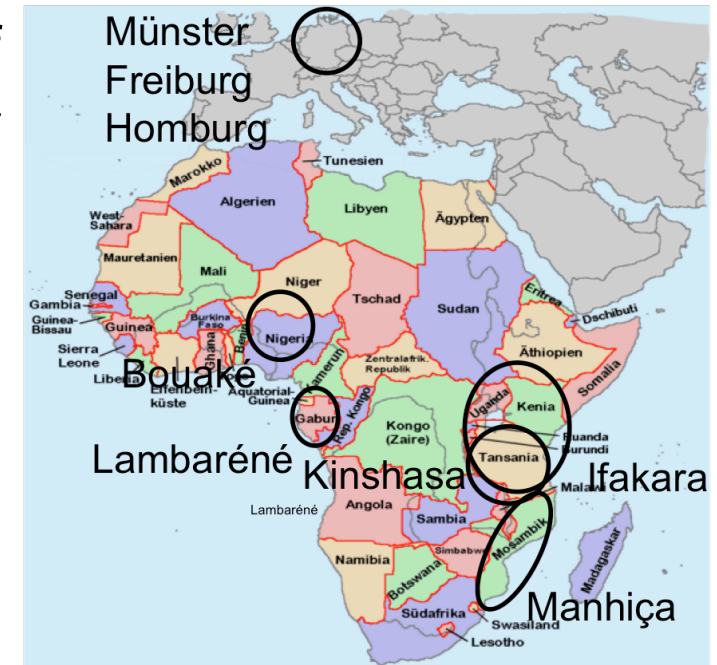 Münster
Freiburg
Homburg
Tunesien
Marokko
Algerien
Libyen
Ägypten
West-
Sahara
Mauretanien
Mali
Niger
Tschad
Sudan
Eritrea
Dschibuti
Senegal
Gambia
Guinea-
Bissau
Guinea
Burkina
Faso
Benin
Ghana
Nigeria
Sierra
Leone
Liberia
Bouaké
Elfenbein-
küste
Kamerun
Zentralafrik.
Republik
Äthiopien
Somalia
Äquatorial-
Guinea
Gabun
Rep. Kongo
Kongo
(Zaire)
Uganda
Kenia
Ruanda
Burundi
Tansania
Lambaréné
Kinshasa
Ifakara
Malawi
Lambaréné
Angola
Sambia
Mosambik
Simbabwe
Madagaskar
Namibia
Botswana
Manhiça
Südafrika
Swasiland
Lesotho